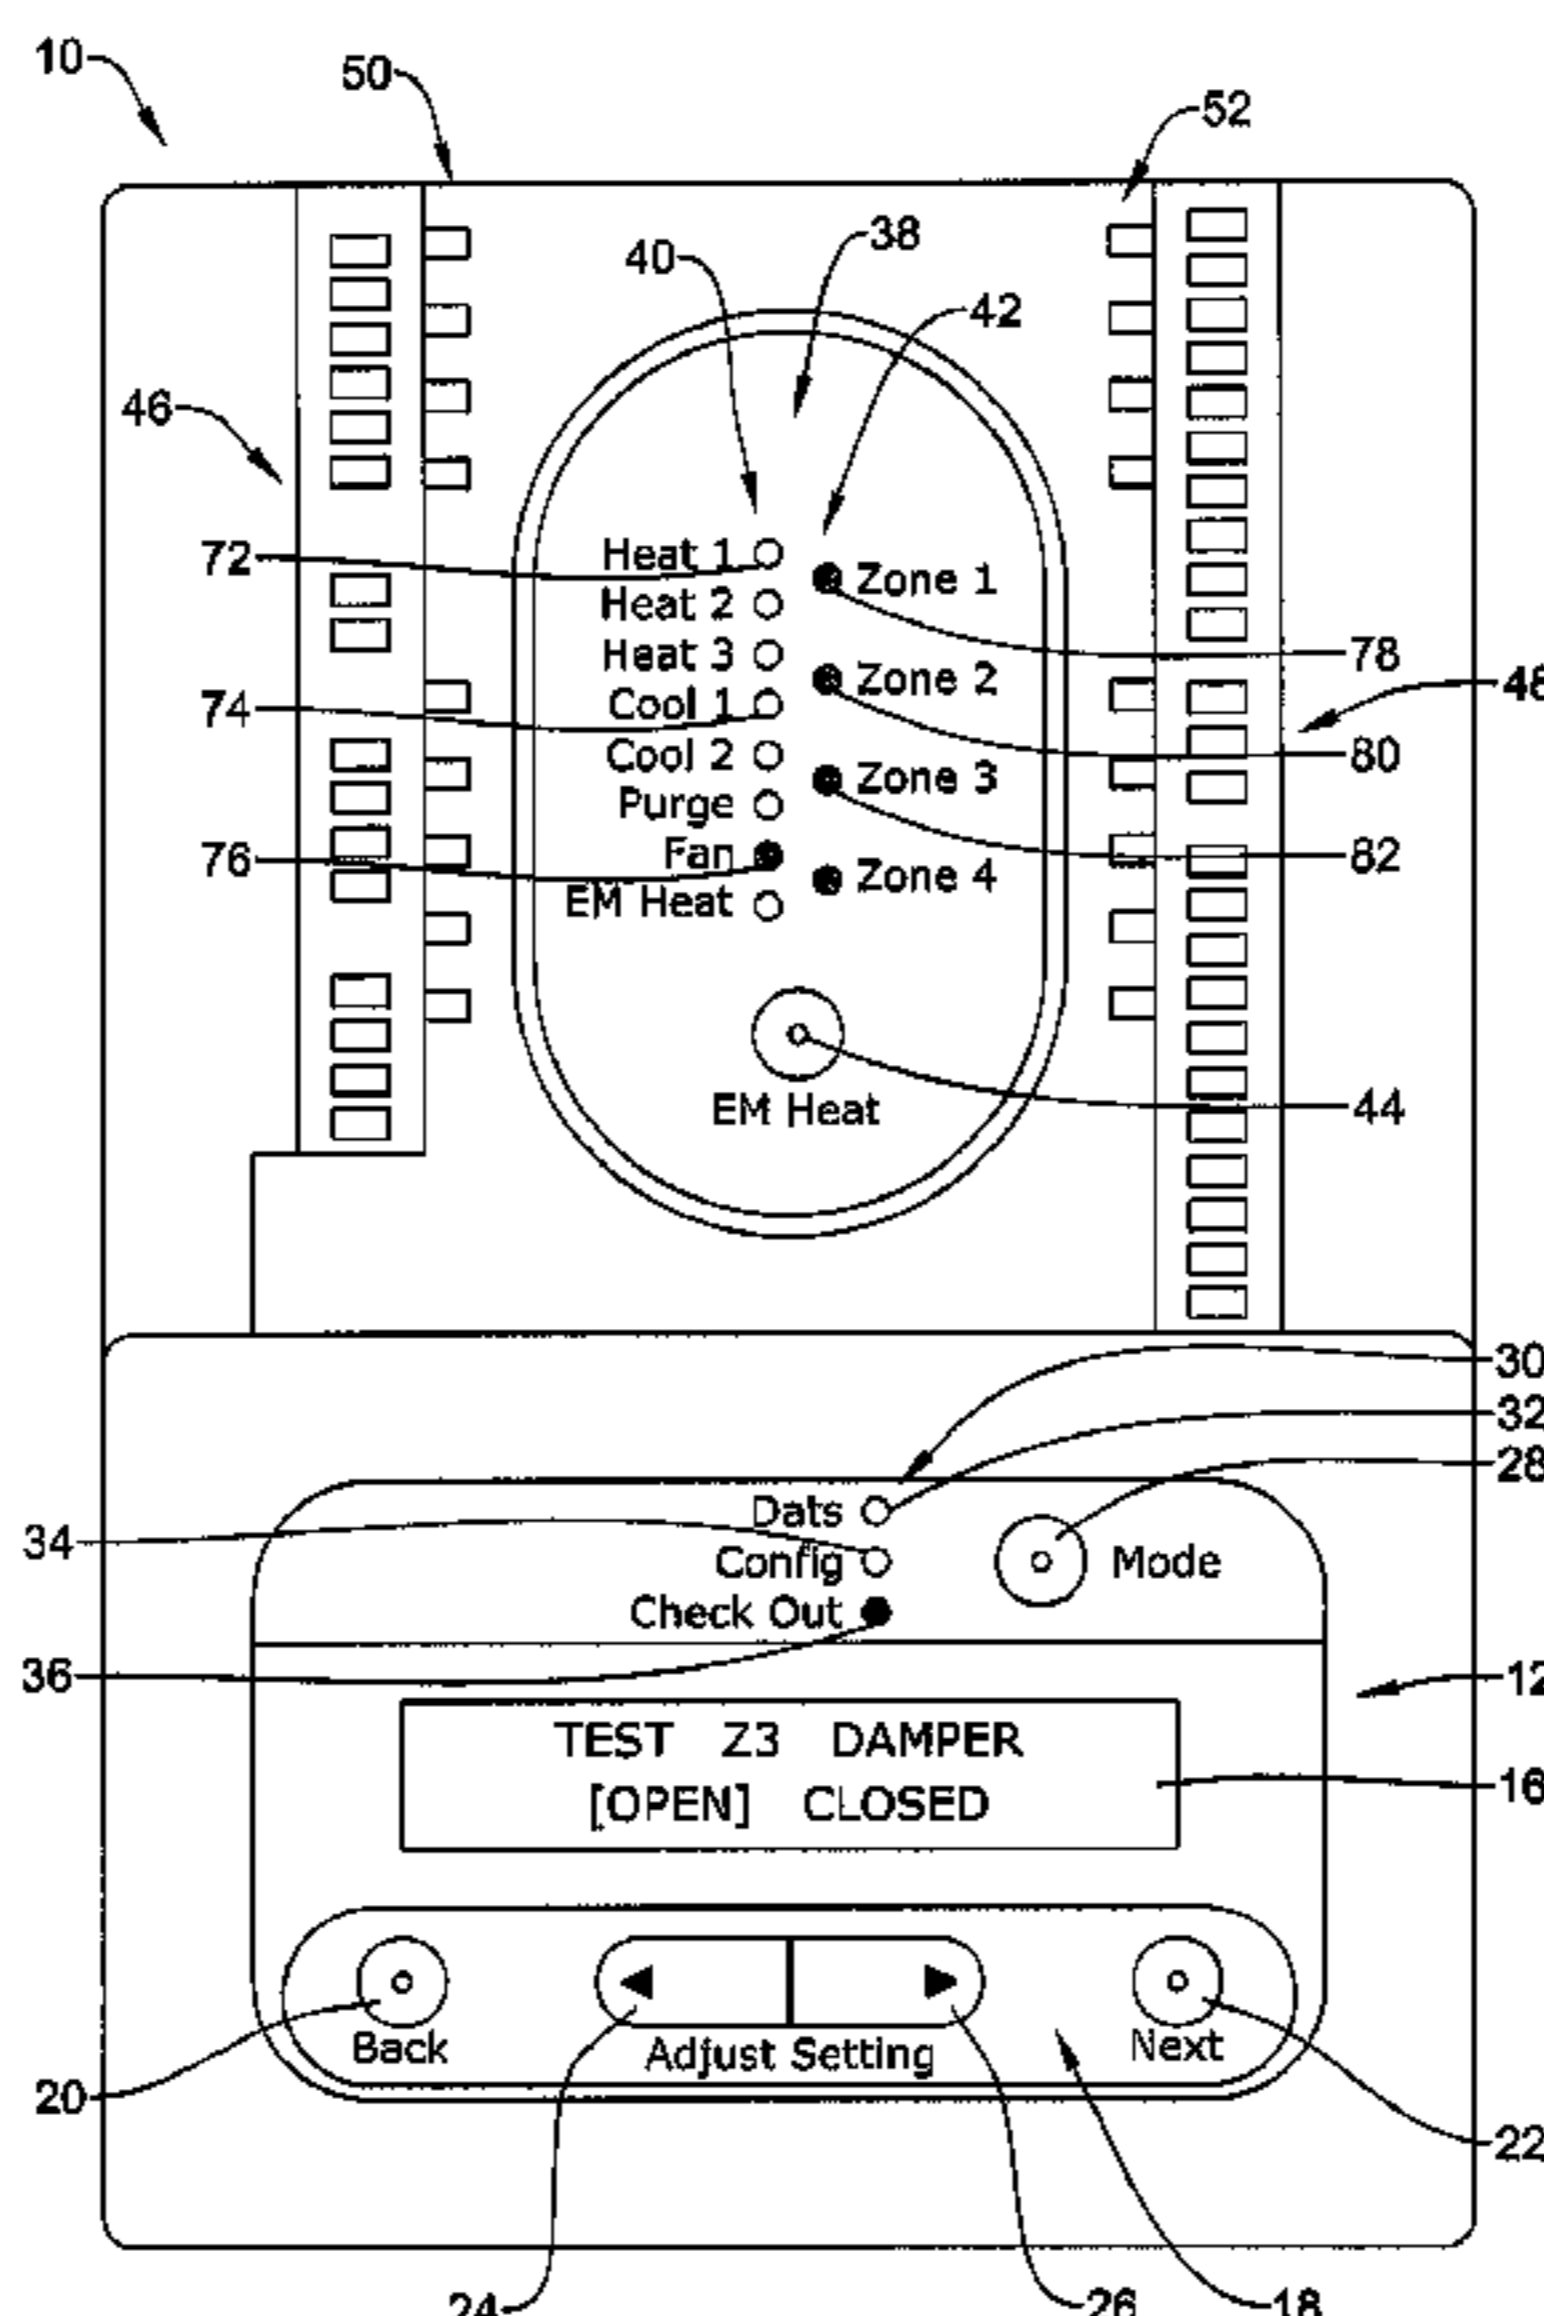 10
50
52
38
40
42
46
72
Heat 1
Zone 1
Heat 2
78
Heat 3
Zone 2
48
74
Cool 1
80
Cool 2
Zone 3
Purge
82
76
Fan
Zone 4
EM Heat
44
EM Heat
30
32
28
Dats
34
Config
Mode
Check Out
36
12
TEST Z3 DAMPER
16
[OPEN] CLOSED
Back
Adjust Setting
Next
20
22
24
26
18